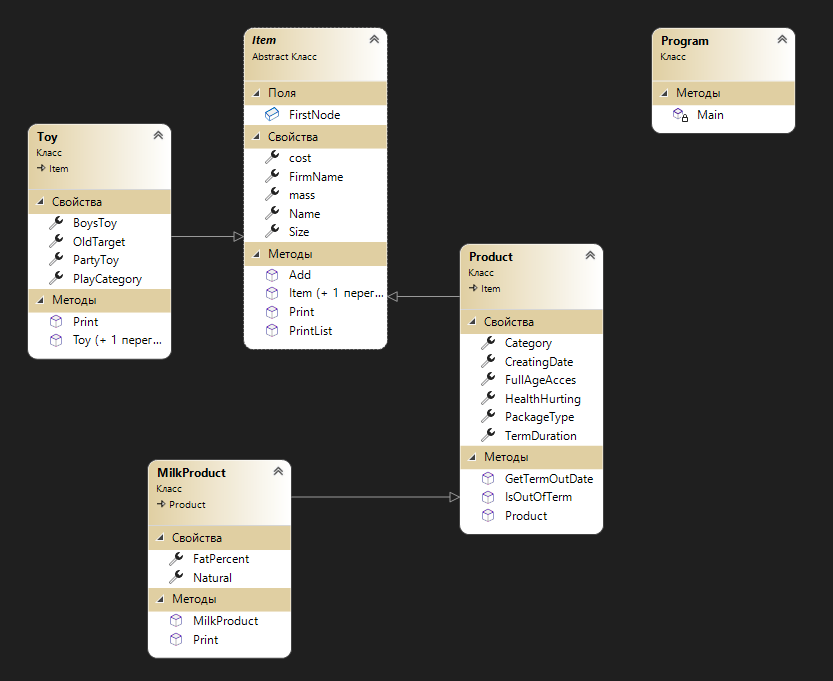 Item
Abstract Класс
Поля
FirstNode
Свойства
cost
FirmName
mass
Name
Size
Методы
Add
Item (+ 1 перег...
Print
PrintList
Program
Класс
Методы
Main
Toy
Класс
Item
Свойства
BoysToy
OldTarget
PartyToy
PlayCategory
Методы
Print
Toy (+ 1 перег...
Product
Класс
Item
Свойства
Category
CreatingDate
FullAgeAcces
HealthHurting
PackageType
TermDuration
Методы
GetTermOutDate
IsOutOfTerm
Product
MilkProduct
Класс
Product
Свойства
FatPercent
Natural
Методы
MilkProduct
Print